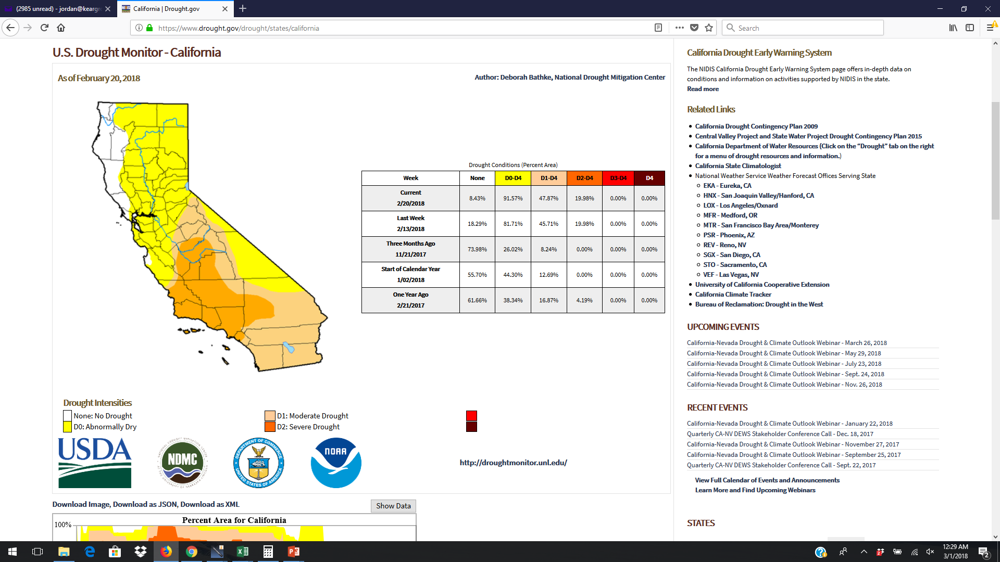 (2985 unread) - jordan@keargr
California | Drought.gov
https://www.drought.gov/drought/states/california
Search
U.S. Drought Monitor - California
As of February 20, 2018
Author: Deborah Bathke, National Drought Mitigation Center
Drought Conditions (Percent Area)
Week None D0-D4 D1-D4 D2-D4 D3-D4 D4
Current
2/20/2018 8.43% 91.57% 47.87% 19.98% 0.00% 0.00%
Last Week
2/13/2018 18.29% 81.71% 45.71% 19.98% 0.00% 0.00%
Three Months Ago
11/21/2017 73.98% 26.02% 8.24% 0.00% 0.00% 0.00%
Start of Calendar Year
1/02/2018 55.70% 44.30% 12.69% 0.00% 0.00% 0.00%
One Year Ago
2/21/2017 61.66% 38.34% 16.87% 4.19% 0.00% 0.00%
Drought Intensities
None: No Drought
D0: Abnormally Dry
D1: Moderate Drought
D2: Severe Drought
USDA
NDMC
DEPARTMENT OF COMMERCE
UNITED STATES OF AMERICA
NOAA
http://droughtmonitor.unl.edu/
Download Image, Download as JSON, Download as XML
Show Data
Percent Area for California
100%
California Drought Early Warning System
The NIDIS California Drought Early Warning System page offers in-depth data on
conditions and information on activities supported by NIDIS in the state.
Read more
Related Links
California Drought Contingency Plan 2009
Central Valley Project and State Water Project Drought Contingency Plan 2015
California Department of Water Resources (Click on the “Drought” tab on the right
for a menu of drought resources and information.)
California State Climatologist
National Weather Service Weather Forecast Offices Serving State
EKA - Eureka, CA
HNX - San Joaquin Valley/Hanford, CA
LOX - Los Angeles/Oxnard
MFR - Medford, OR
MTR - San Francisco Bay Area/Monterey
PSR - Phoenix, AZ
REV - Reno, NV
SGX - San Diego, CA
STO - Sacramento, CA
VEF - Las Vegas, NV
University of California Cooperative Extension
California Climate Tracker
Bureau of Reclamation: Drought in the West
UPCOMING EVENTS
California-Nevada Drought & Climate Outlook Webinar - March 26, 2018
California-Nevada Drought & Climate Outlook Webinar - May 29, 2018
California-Nevada Drought & Climate Outlook Webinar - July 23, 2018
California-Nevada Drought & Climate Outlook Webinar - Sept. 24, 2018
California-Nevada Drought & Climate Outlook Webinar - Nov. 26, 2018
RECENT EVENTS
California-Nevada Drought & Climate Outlook Webinar - January 22, 2018
Quarterly CA-NV DEWS Stakeholder Conference Call - Dec. 18, 2017
California-Nevada Drought & Climate Outlook Webinar - November 27, 2017
California-Nevada Drought & Climate Outlook Webinar - September 25, 2017
Quarterly CA-NV DEWS Stakeholder Conference Call - Sept. 22, 2017
View Full Calendar of Events and Announcements
Learn More and Find Upcoming Webinars
STATES
12:29 AM
3/1/2018
2